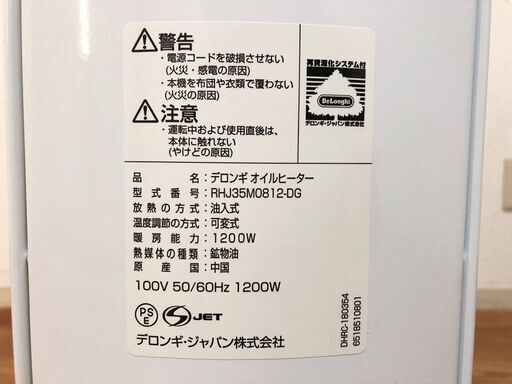 警告
・電源コードを破損させない
(火災・感電の原因)
・本機を布団や衣類で覆わない
(火災の原因)
注意
・運転中および使用直後は、
本体に触れない
(やけどの原因)
再資源化システム付
DeLonghi
デロンギ・ジャパン株式会社
品名:デロンギ オイルヒーター
型式番号:RHJ35M0812-DG
放熱の方式:油入式
温度調節の方式:可変式
暖房能力:1200W
熱媒体の種類:鉱物油
原産国:中国
100V 50/60Hz 1200W
PS
E
S JET
デロンギ・ジャパン株式会社
DHRC-180354
6518510801